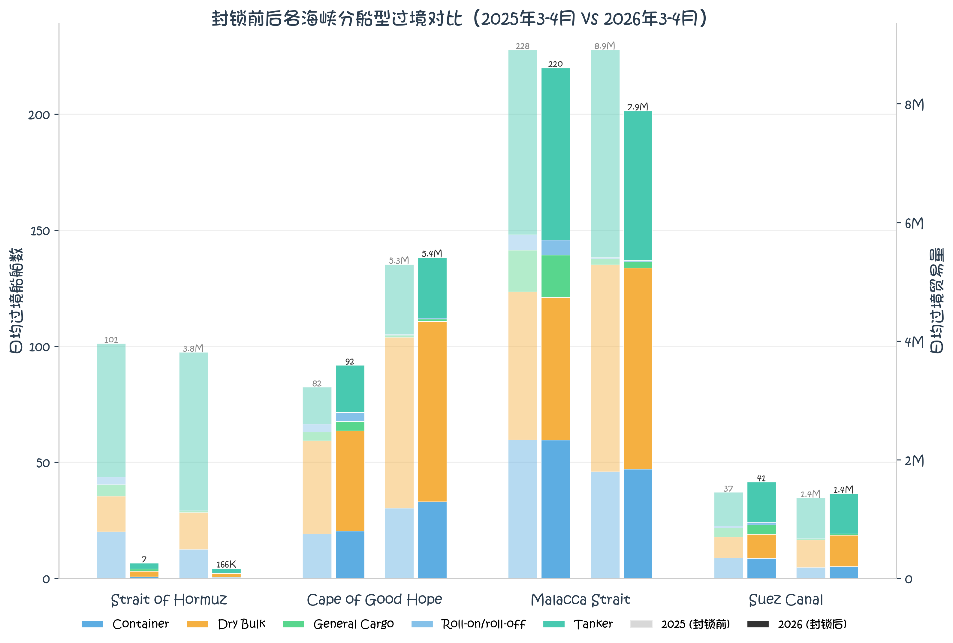 封锁前后各海峡分船型过境对比（2025年3-4月 VS 2026年3-4月）
日均过境船舶数
200
150
100
50
0
日均过境贸易量
8M
6M
4M
2M
0
101
7
3.8M
166K
82
92
5.3M
5.4M
228
220
8.9M
7.9M
37
42
1.4M
1.4M
Strait of Hormuz
Cape of Good Hope
Malacca Strait
Suez Canal
Container
Dry Bulk
General Cargo
Roll-on/roll-off
Tanker
2025 (封锁前)
2026 (封锁后)